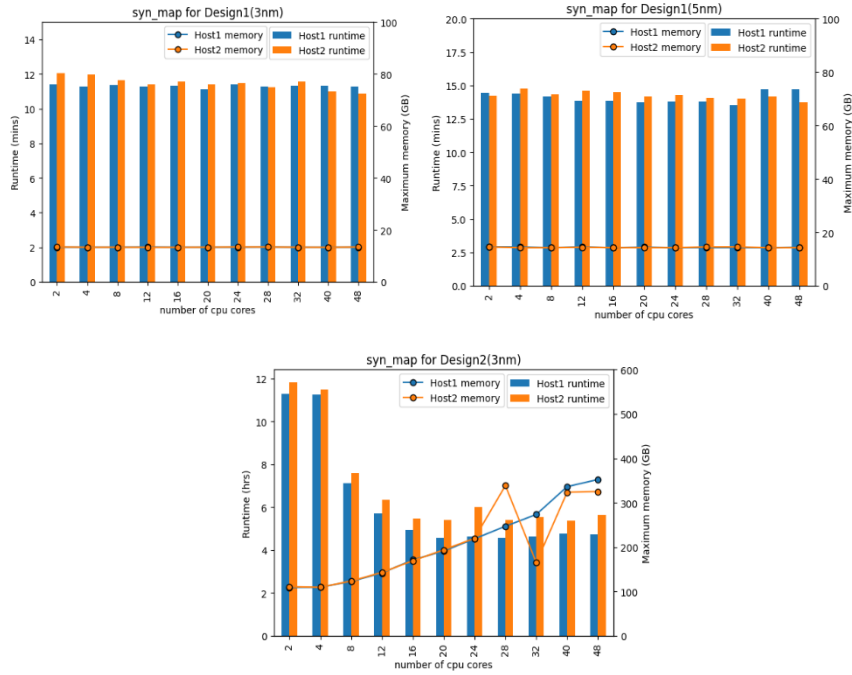 syn_map for Design1(3nm)
Host1 memory Host1 runtime
Host2 memory Host2 runtime
Runtime (mins)
14
12
10
8
6
4
2
0
Maximum memory (GB)
100
80
60
40
20
0
2 4 8 12 16 20 24 28 32 40 48
number of cpu cores
syn_map for Design1(5nm)
Host1 memory Host1 runtime
Host2 memory Host2 runtime
Runtime (mins)
20.0
17.5
15.0
12.5
10.0
7.5
5.0
2.5
0.0
Maximum memory (GB)
100
80
60
40
20
0
2 4 8 12 16 20 24 28 32 40 48
number of cpu cores
syn_map for Design2(3nm)
Host1 memory Host1 runtime
Host2 memory Host2 runtime
Runtime (hrs)
12
10
8
6
4
2
0
Maximum memory (GB)
600
500
400
300
200
100
0
2 4 8 12 16 20 24 28 32 40 48
number of cpu cores